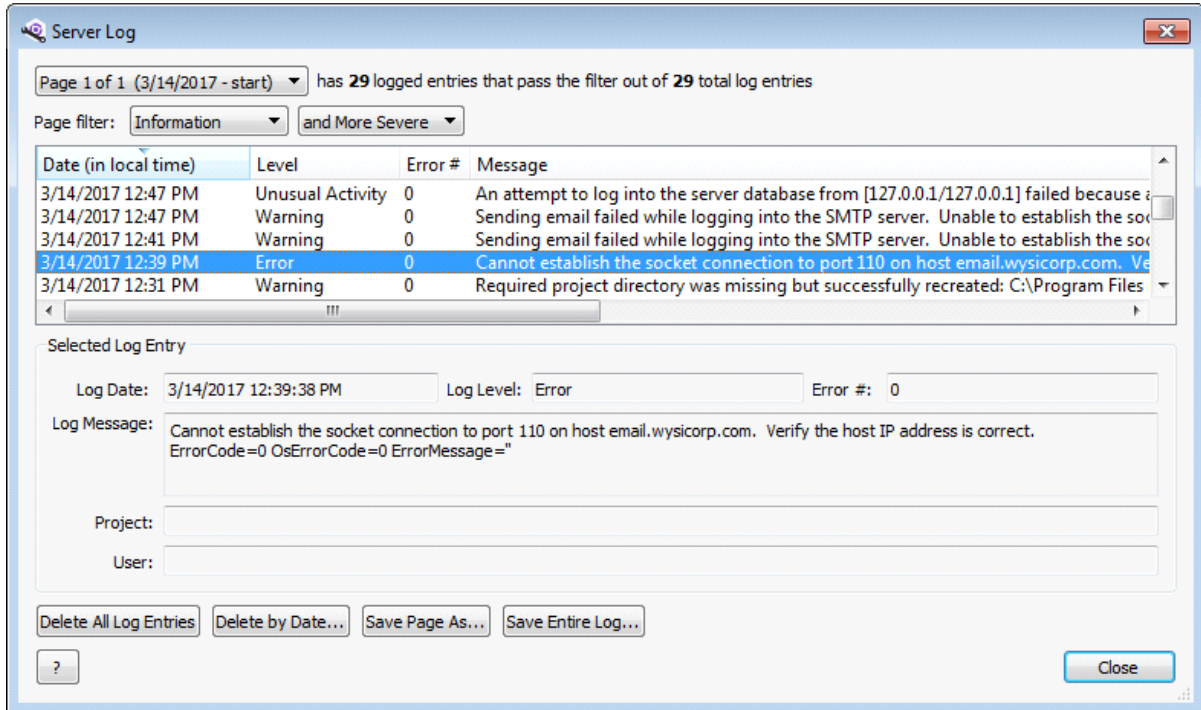 Server Log
Page 1 of 1 (3/14/2017 - start) has 29 logged entries that pass the filter out of 29 total log entries
Page filter: Information and More Severe
Date (in local time) Level Error # Message
3/14/2017 12:47 PM Unusual Activity 0 An attempt to log into the server database from [127.0.0.1/127.0.0.1] failed because
3/14/2017 12:47 PM Warning 0 Sending email failed while logging into the SMTP server. Unable to establish the
3/14/2017 12:41 PM Warning 0 Sending email failed while logging into the SMTP server. Unable to establish the
3/14/2017 12:39 PM Error 0 Cannot establish the socket connection to port 110 on host email.wysicorp.com.
3/14/2017 12:31 PM Warning 0 Required project directory was missing but successfully recreated: C:\Program Files
Selected Log Entry
Log Date: 3/14/2017 12:39:38 PM Log Level: Error Error #: 0
Log Message: Cannot establish the socket connection to port 110 on host email.wysicorp.com. Verify the host IP address is correct.
ErrorCode=0 OsErrorCode=0 ErrorMessage=''
Project:
User:
Delete All Log Entries Delete by Date... Save Page As... Save Entire Log...
? Close